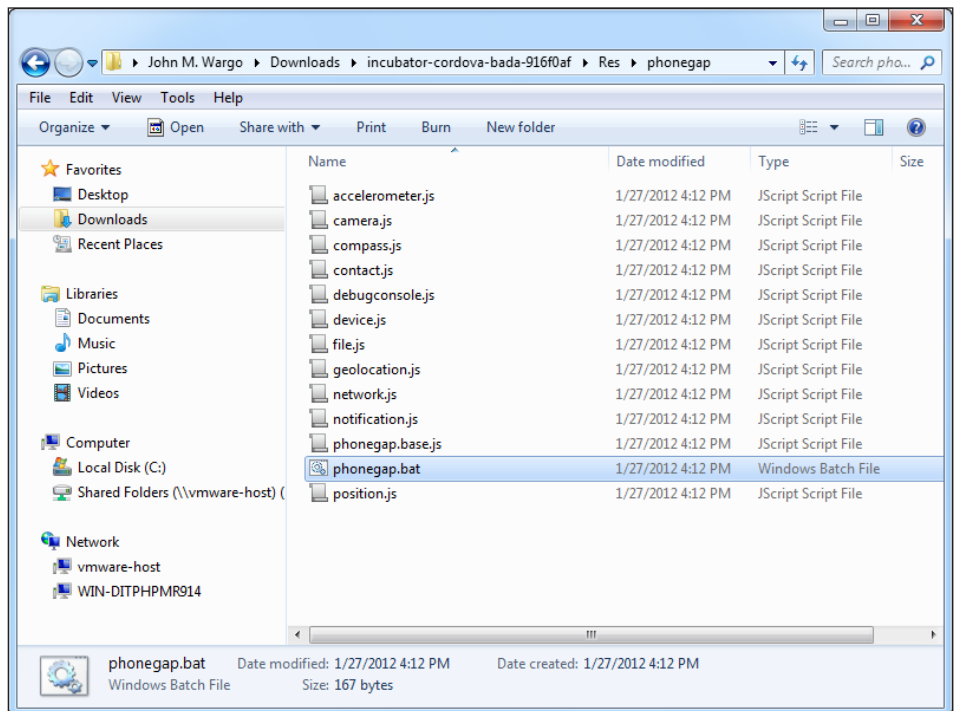 John M. Wargo Downloads incubator-cordova-bada-916f0af Res phonegap Search pho...
File Edit View Tools Help
Organize Open Share with Print Burn New folder
Name Date modified Type Size
Favorites
Desktop
Downloads
Recent Places
Libraries
Documents
Music
Pictures
Videos
Computer
Local Disk (C:)
Shared Folders (\\vmware-host) (
Network
vmware-host
WIN-DITPHPMR914
accelerometer.js 1/27/2012 4:12 PM JScript Script File
camera.js 1/27/2012 4:12 PM JScript Script File
compass.js 1/27/2012 4:12 PM JScript Script File
contact.js 1/27/2012 4:12 PM JScript Script File
debugconsole.js 1/27/2012 4:12 PM JScript Script File
device.js 1/27/2012 4:12 PM JScript Script File
file.js 1/27/2012 4:12 PM JScript Script File
geolocation.js 1/27/2012 4:12 PM JScript Script File
network.js 1/27/2012 4:12 PM JScript Script File
notification.js 1/27/2012 4:12 PM JScript Script File
phonegap.base.js 1/27/2012 4:12 PM JScript Script File
phonegap.bat 1/27/2012 4:12 PM Windows Batch File
position.js 1/27/2012 4:12 PM JScript Script File
phonegap.bat Date modified: 1/27/2012 4:12 PM Date created: 1/27/2012 4:12 PM
Windows Batch File Size: 167 bytes